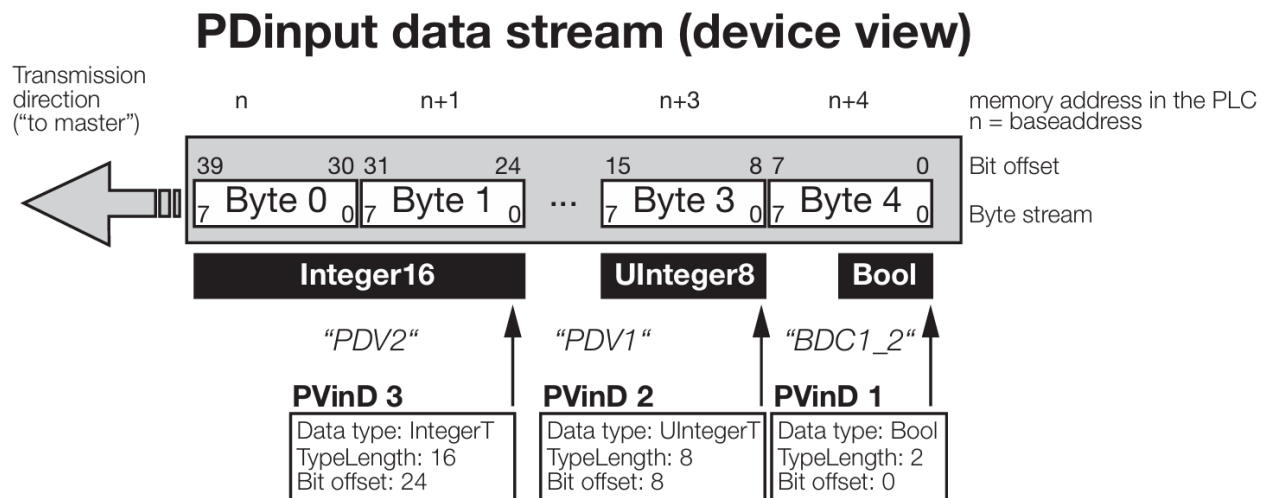 PDinput data stream (device view)
Transmission
direction
("to master")
n n+1 n+3 n+4
memory address in the PLC
n = baseaddress
39 30 31 24 15 8 7 0 Bit offset
Byte 0 Byte 1 ... Byte 3 Byte 4
7 0 7 0 7 0 7 0 Byte stream
Integer16 UInteger8 Bool
“PDV2“ “PDV1“ “BDC1_2“
PVinD 3 PVinD 2 PVinD 1
Data type: IntegerT Data type: UIntegerT Data type: Bool
TypeLength: 16 TypeLength: 8 TypeLength: 2
Bit offset: 24 Bit offset: 8 Bit offset: 0